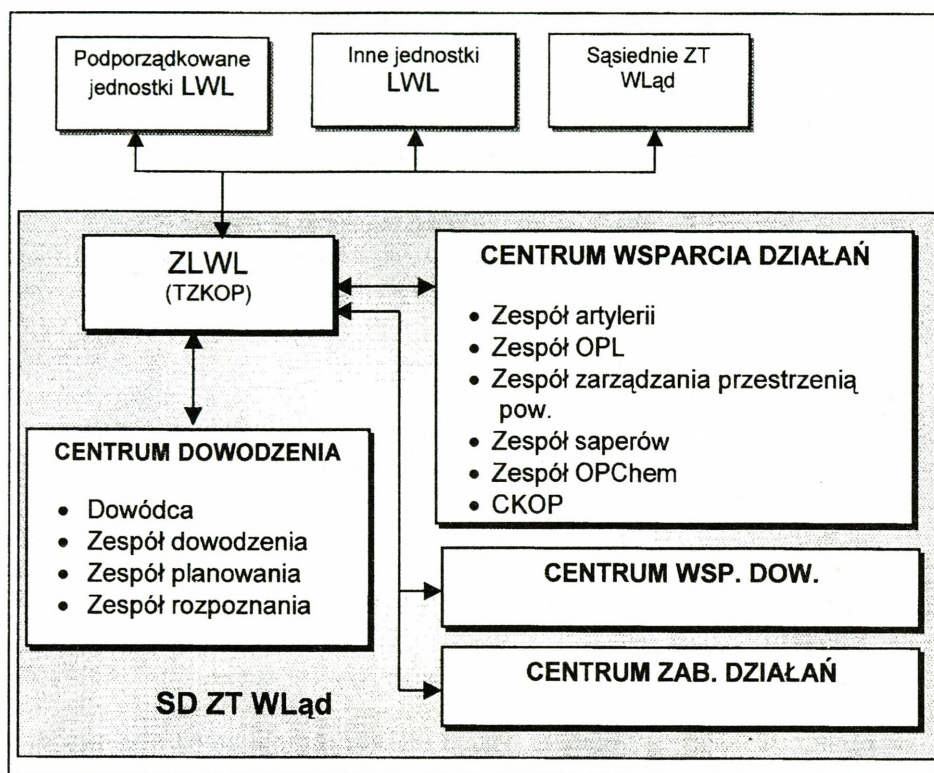 Podporządkowane
jednostki LWL
Inne jednostki
LWL
Sąsiednie ZT
WLąd
ZLWL
(TZKOP)
CENTRUM WSPARCIA DZIAŁAŃ
• Zespół artylerii
• Zespół OPL
• Zespół zarządzania przestrzenią
pow.
• Zespół saperów
• Zespół OPChem
• CKOP
CENTRUM DOWODZENIA
• Dowódca
• Zespół dowodzenia
• Zespół planowania
• Zespół rozpoznania
CENTRUM WSP. DOW.
CENTRUM ZAB. DZIAŁAŃ
SD ZT WLąd